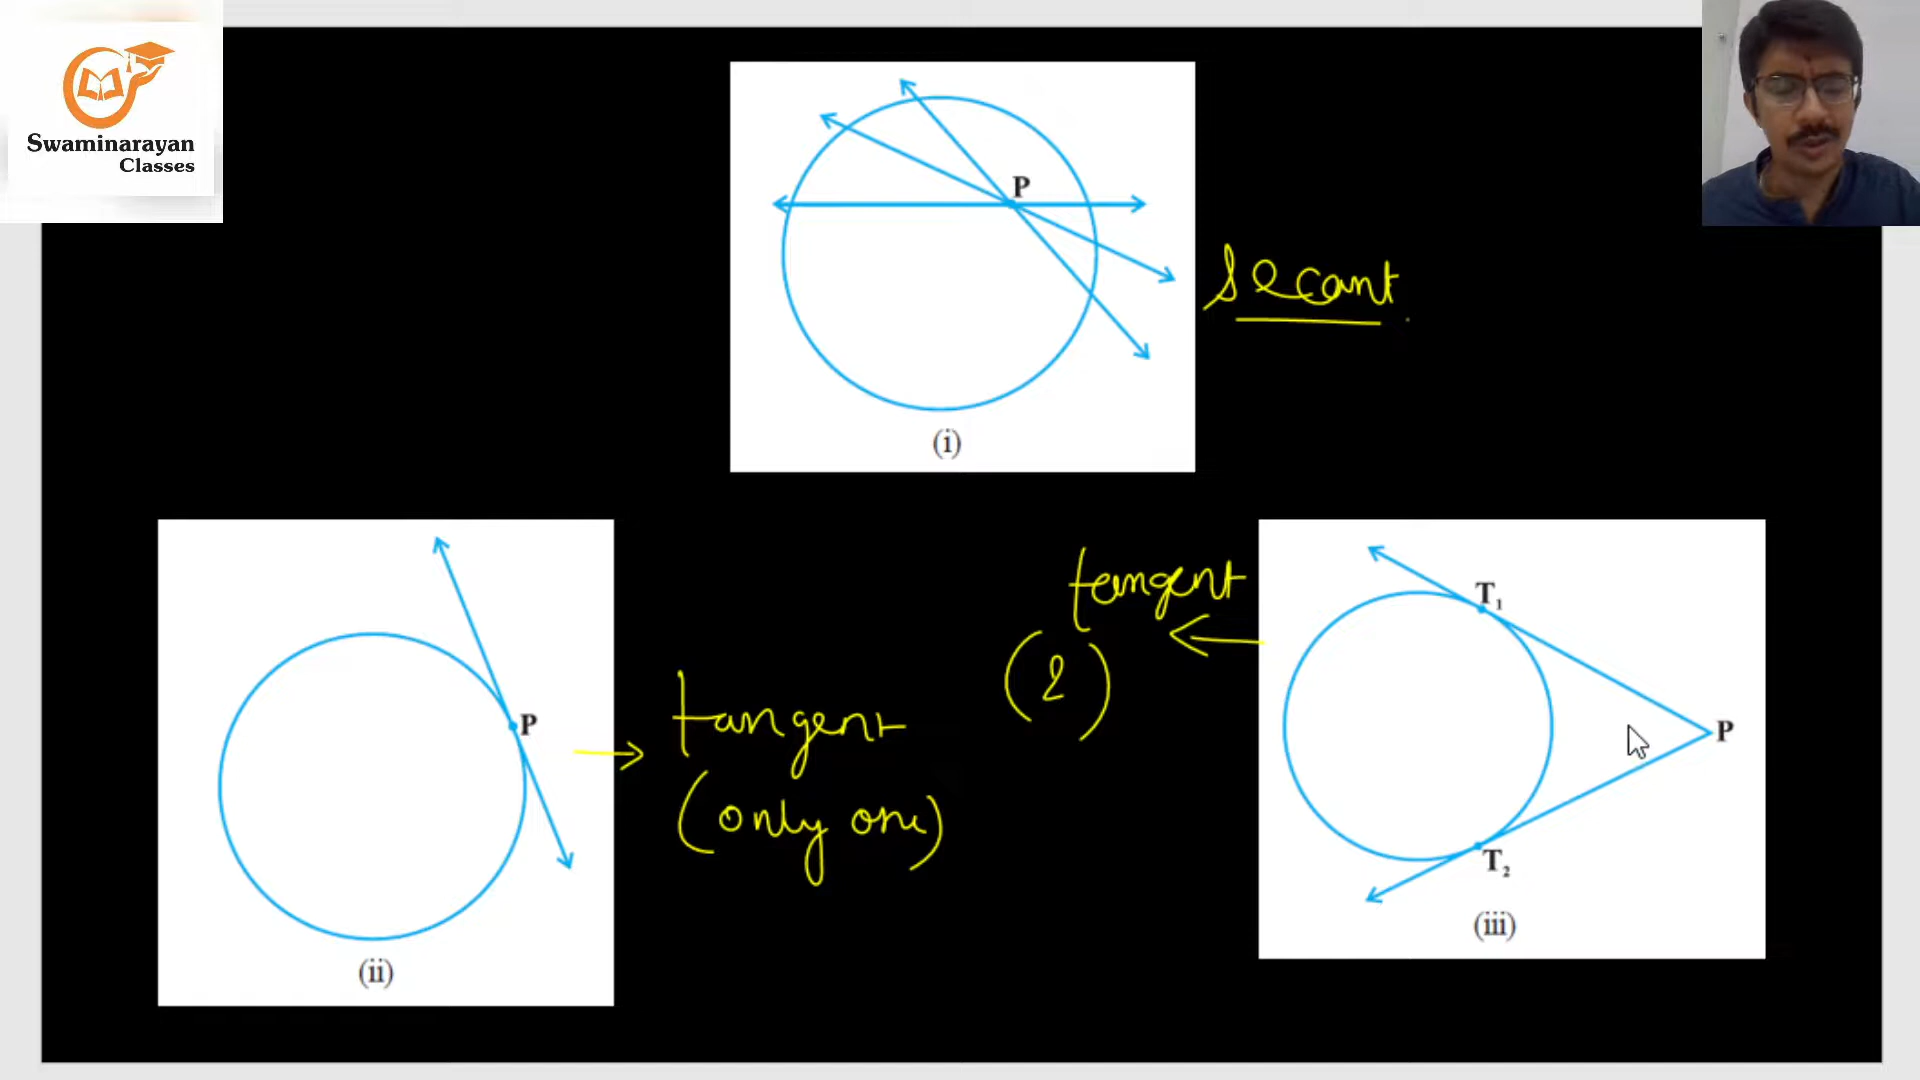 Swaminarayan
Classes
P
(i)
secant
T₁
P
T₂
(iii)
tangent
(2)
P
(ii)
tangent
(only one)